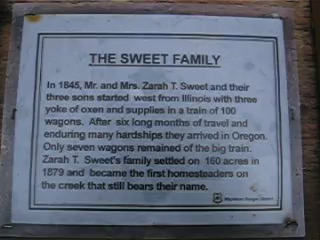 THE SWEET FAMILY
In 1845, Mr. and Mrs. Zarah T. Sweet and their
three sons started west from Illinois with three
yoke of oxen and supplies in a train of 100
wagons. After six long months of travel and
enduring many hardships they arrived in Oregon.
Only seven wagons remained of the big train.
Zarah T. Sweet's family settled on 160 acres in
1879 and became the first homesteaders on
the creek that still bears their name.
Mapleton Ranger District